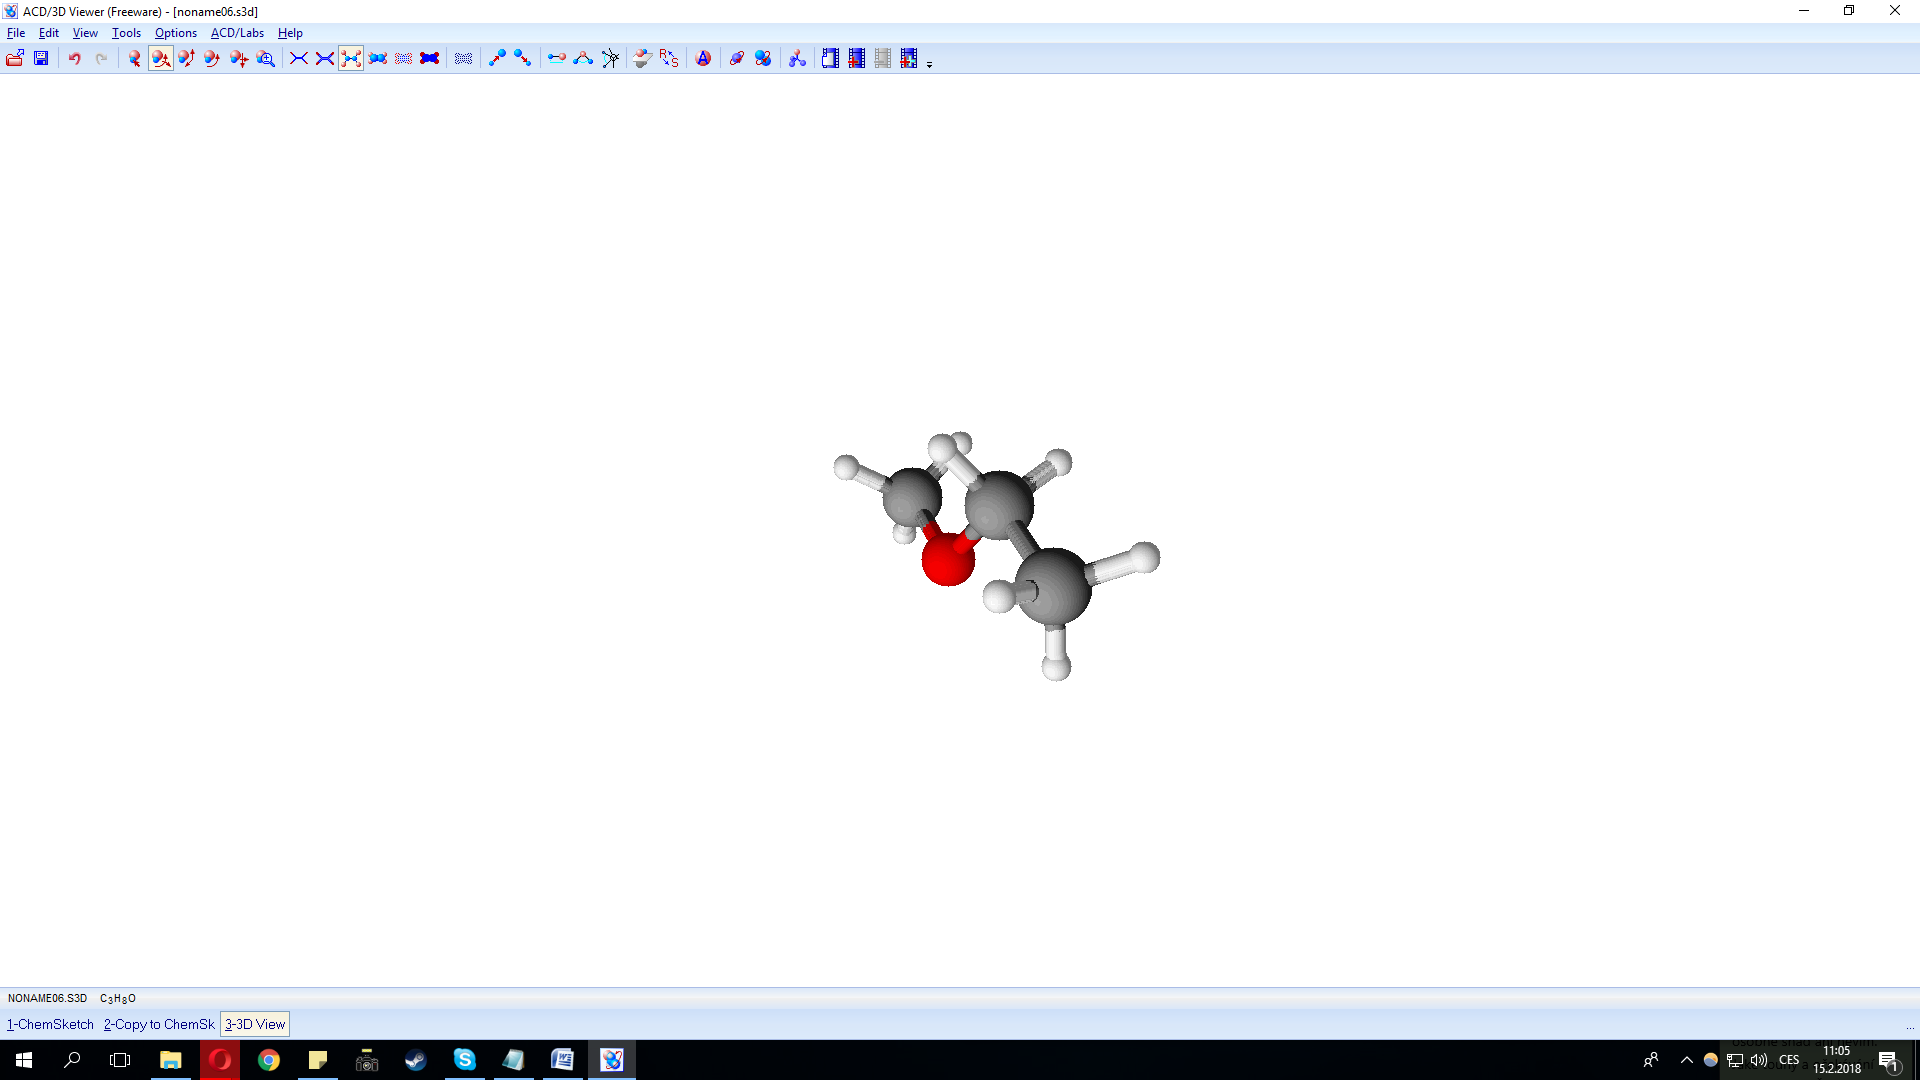 ACD/3D Viewer (Freeware) - [noname06.s3d]
File Edit View Tools Options ACD/Labs Help
NONAME06.S3D C3H8O
1-ChemSketch 2-Copy to ChemSk 3-3D View
...
CES
11:05
15.2.2018
1